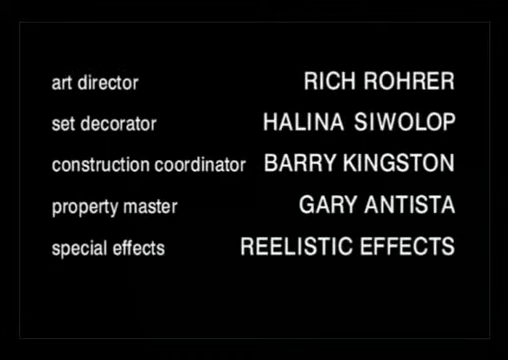 art director RICH ROHRER
set decorator HALINA SIWOLOP
construction coordinator BARRY KINGSTON
property master GARY ANTISTA
special effects REELISTIC EFFECTS